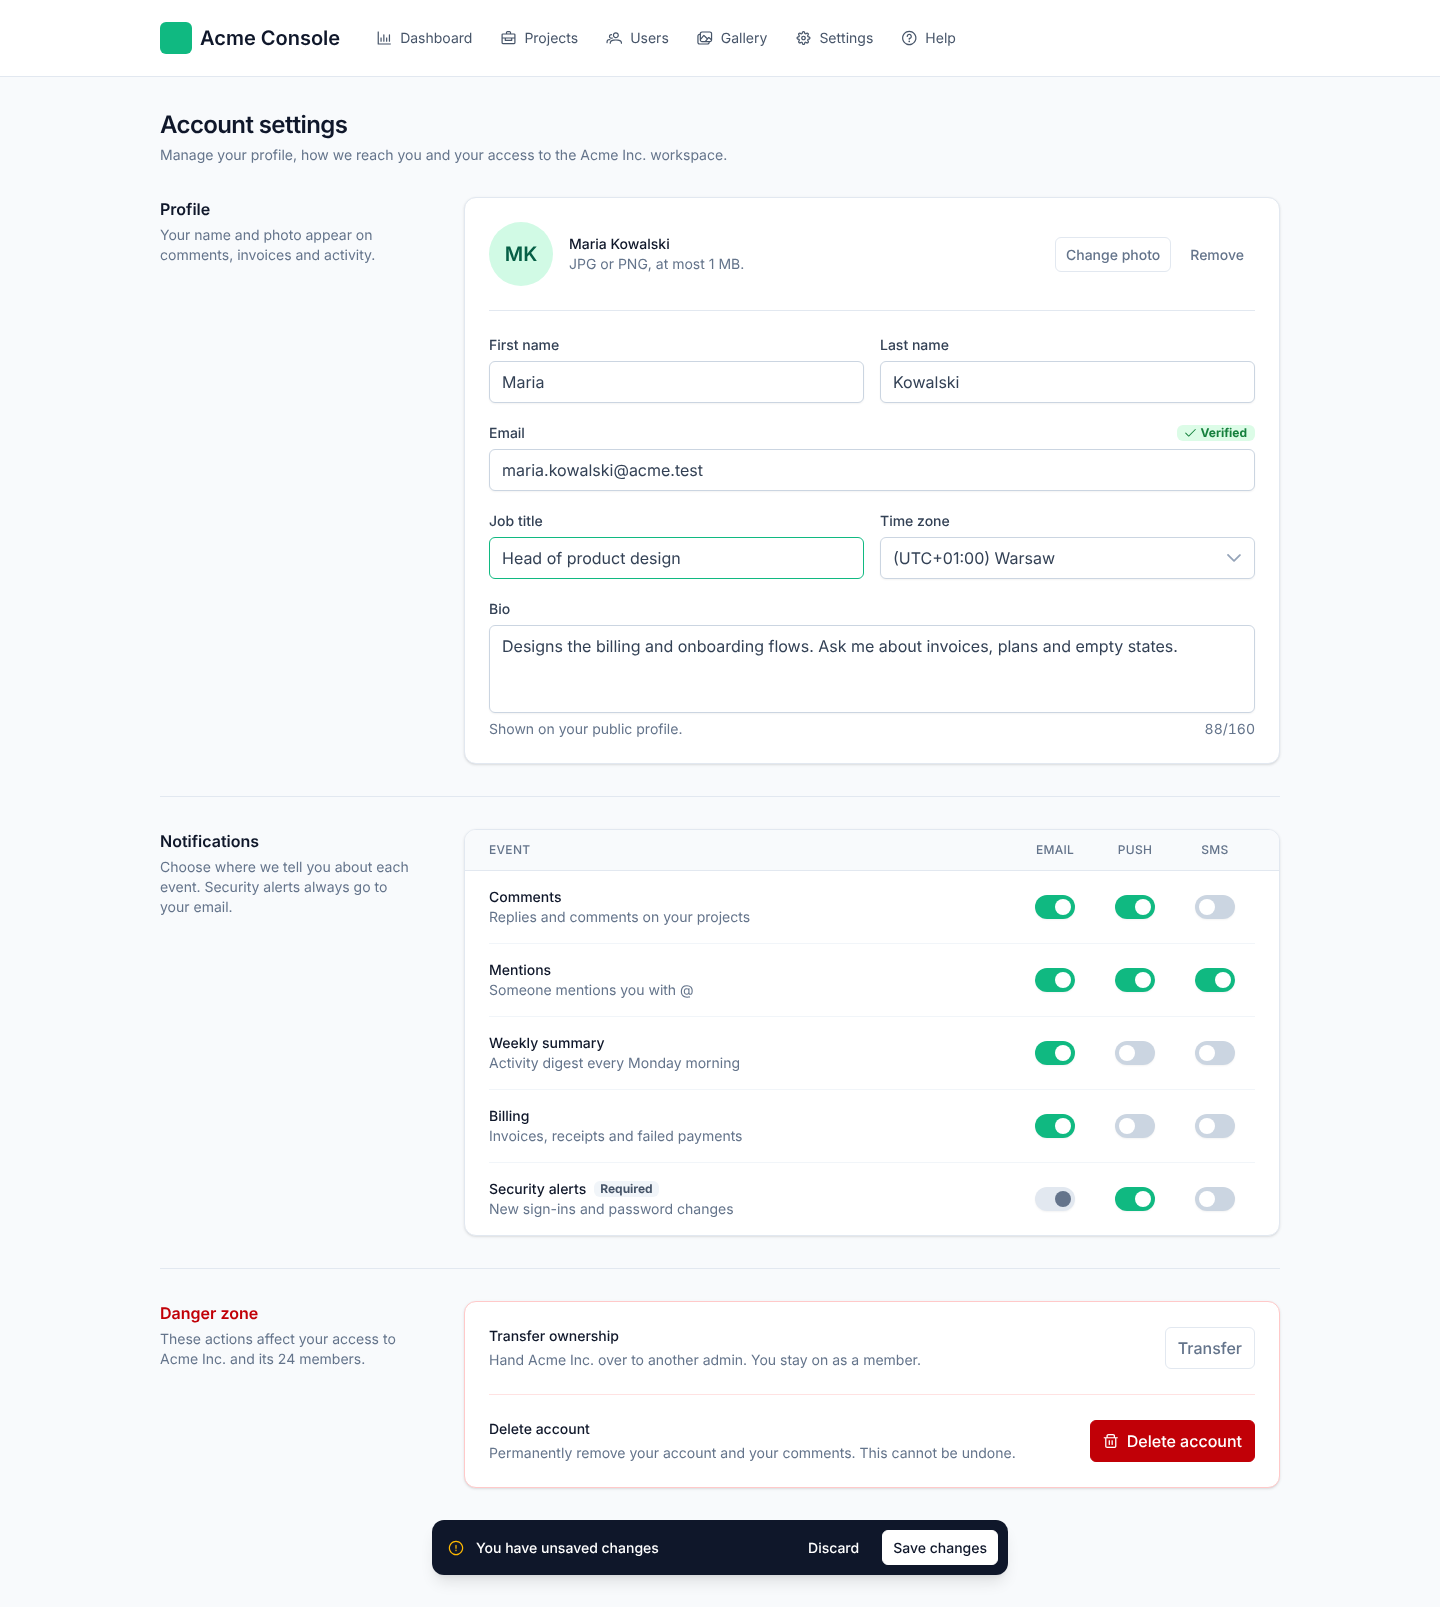 Acme Console
Dashboard
Projects
Users
Gallery
Settings
Help
Account settings
Manage your profile, how we reach you and your access to the Acme Inc. workspace.
Profile
Your name and photo appear on
comments, invoices and activity.
MK
Maria Kowalski
JPG or PNG, at most 1 MB.
Change photo
Remove
First name
Last name
Maria
Kowalski
Email
Verified
maria.kowalski@acme.test
Job title
Time zone
Head of product design
(UTC+01:00) Warsaw
Bio
Designs the billing and onboarding flows. Ask me about invoices, plans and empty states.
Shown on your public profile.
88/160
Notifications
Choose where we tell you about each
event. Security alerts always go to
your email.
EVENT
EMAIL
PUSH
SMS
Comments
Replies and comments on your projects
Mentions
Someone mentions you with @
Weekly summary
Activity digest every Monday morning
Billing
Invoices, receipts and failed payments
Security alerts
Required
New sign-ins and password changes
Danger zone
These actions affect your access to
Acme Inc. and its 24 members.
Transfer ownership
Hand Acme Inc. over to another admin. You stay on as a member.
Transfer
Delete account
Permanently remove your account and your comments. This cannot be undone.
Delete account
You have unsaved changes
Discard
Save changes